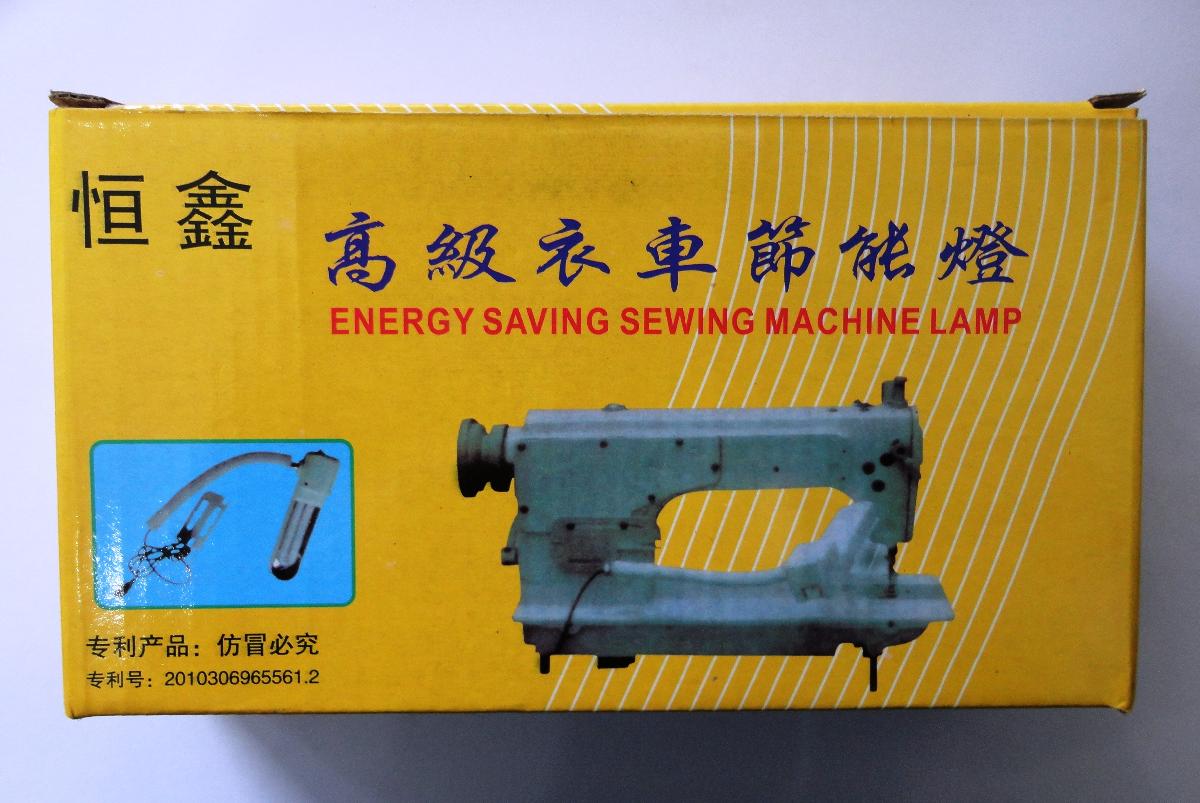 恒鑫
高級衣車節能燈
ENERGY SAVING SEWING MACHINE LAMP
专利产品：仿冒必究
专利号：2010306965561.2